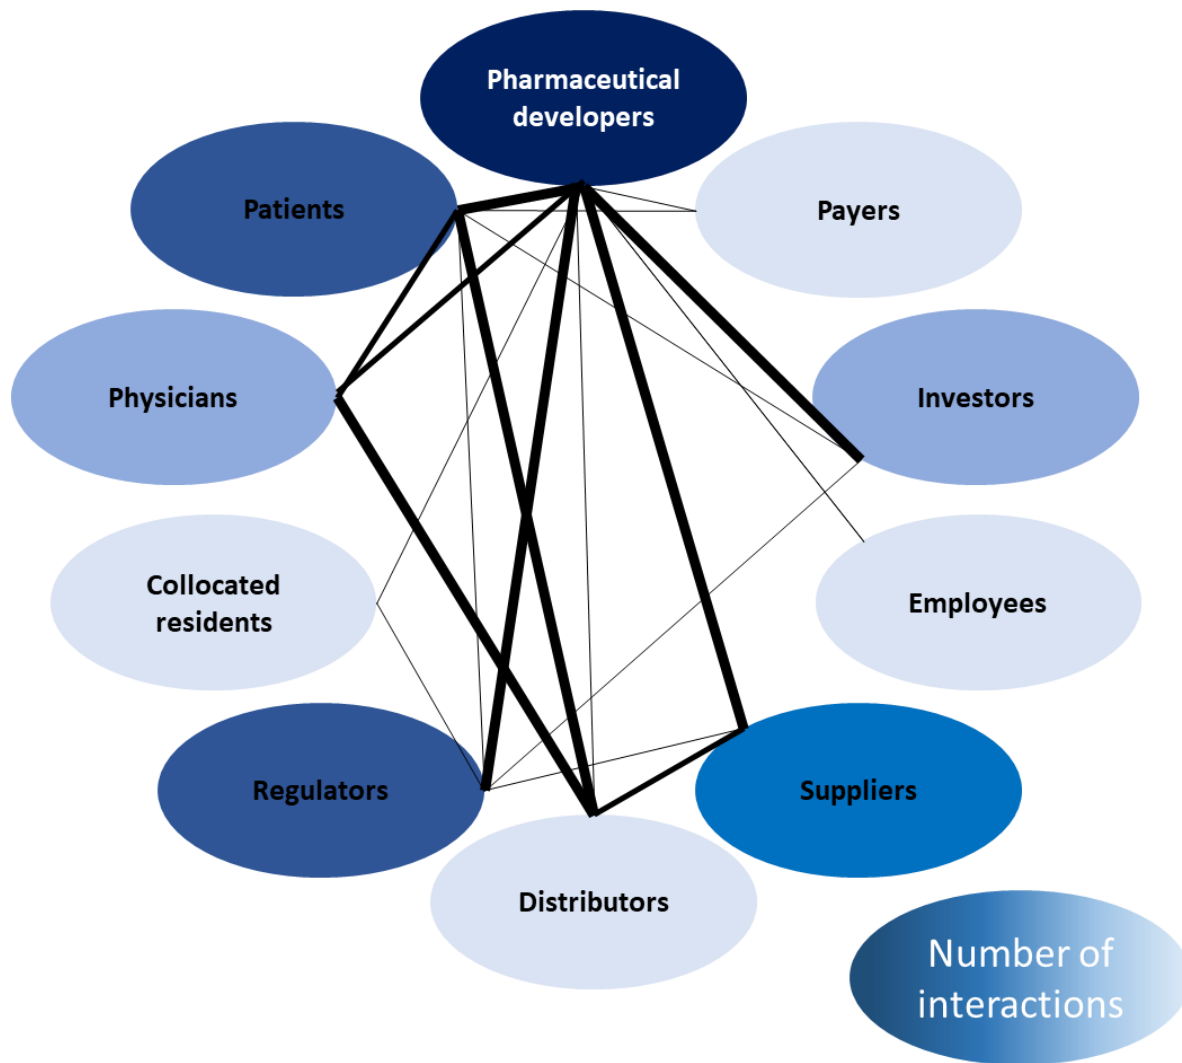 Pharmaceutical
developers
Patients
Payers
Physicians
Investors
Collocated
residents
Employees
Regulators
Suppliers
Distributors
Number of
interactions